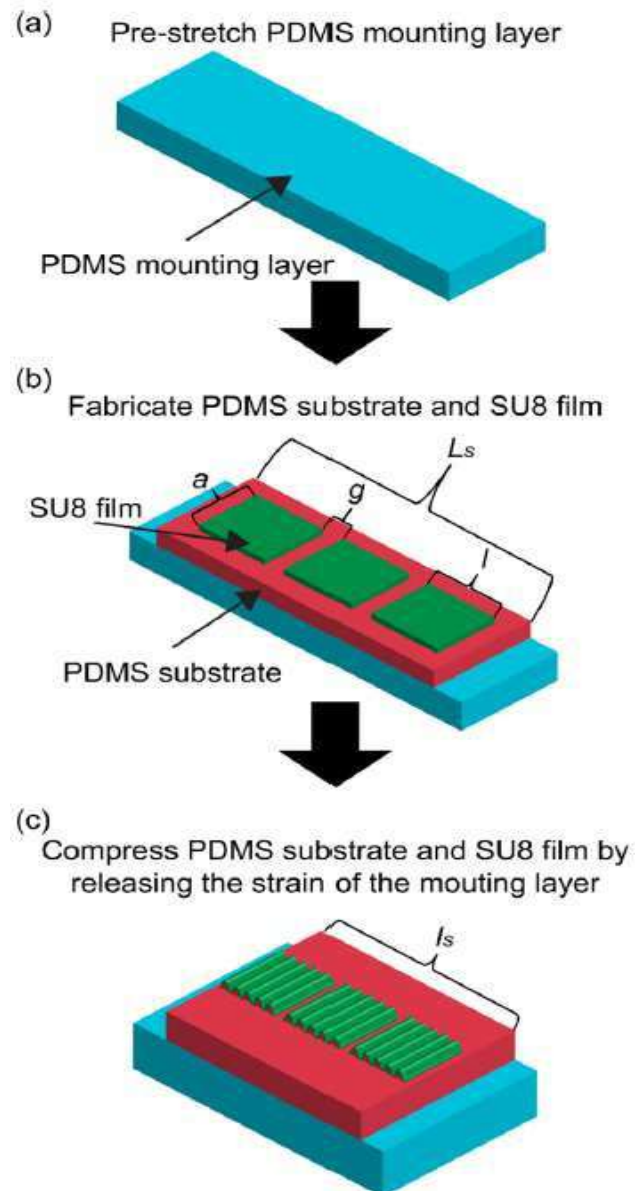 (a)
Pre-stretch PDMS mounting layer
PDMS mounting layer
(b)
Fabricate PDMS substrate and SU8 film
Ls
a
g
SU8 film
l
PDMS substrate
(c)
Compress PDMS substrate and SU8 film by
releasing the strain of the mouting layer
ls